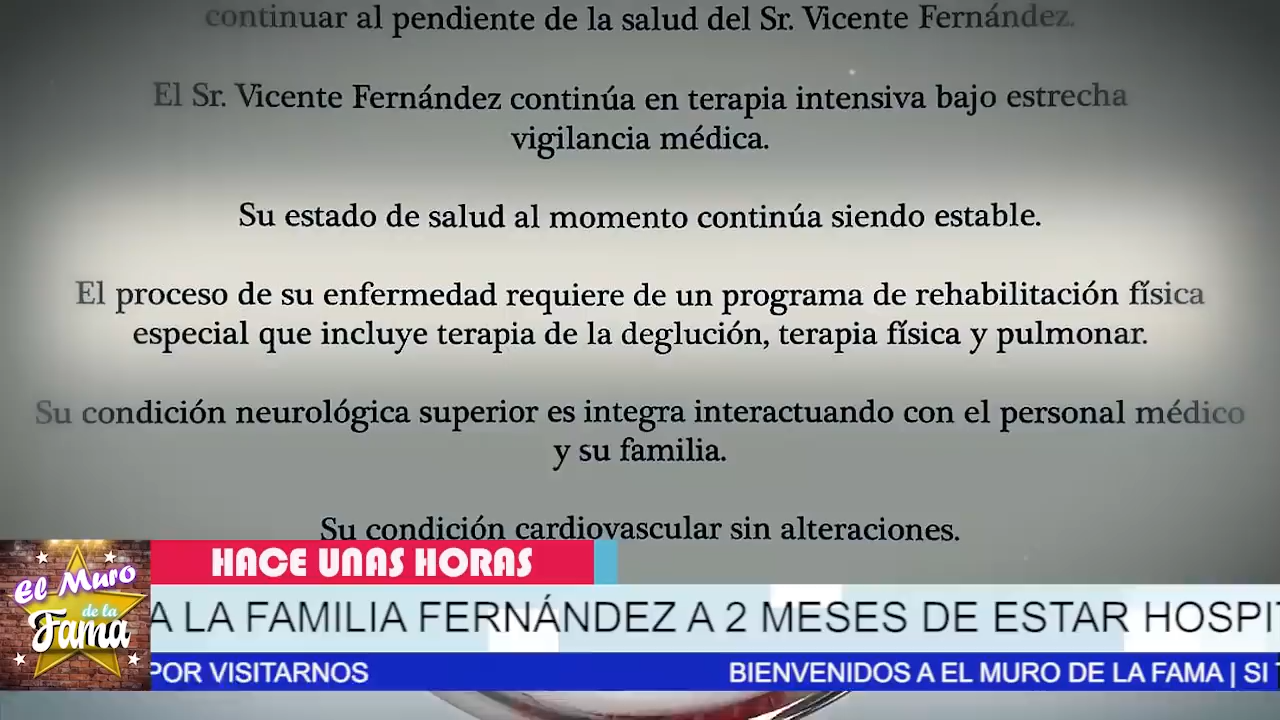 continuar al pendiente de la salud del Sr. Vicente Fernández.
El Sr. Vicente Fernández continúa en terapia intensiva bajo estrecha
vigilancia médica.
Su estado de salud al momento continúa siendo estable.
El proceso de su enfermedad requiere de un programa de rehabilitación física
especial que incluye terapia de la deglución, terapia física y pulmonar.
Su condición neurológica superior es integra interactuando con el personal médico
y su familia.
Su condición cardiovascular sin alteraciones.
HACE UNAS HORAS
El Muro
de la
Fama
A LA FAMILIA FERNÁNDEZ A 2 MESES DE ESTAR HOSPI
POR VISITARNOS BIENVENIDOS A EL MURO DE LA FAMA | SI